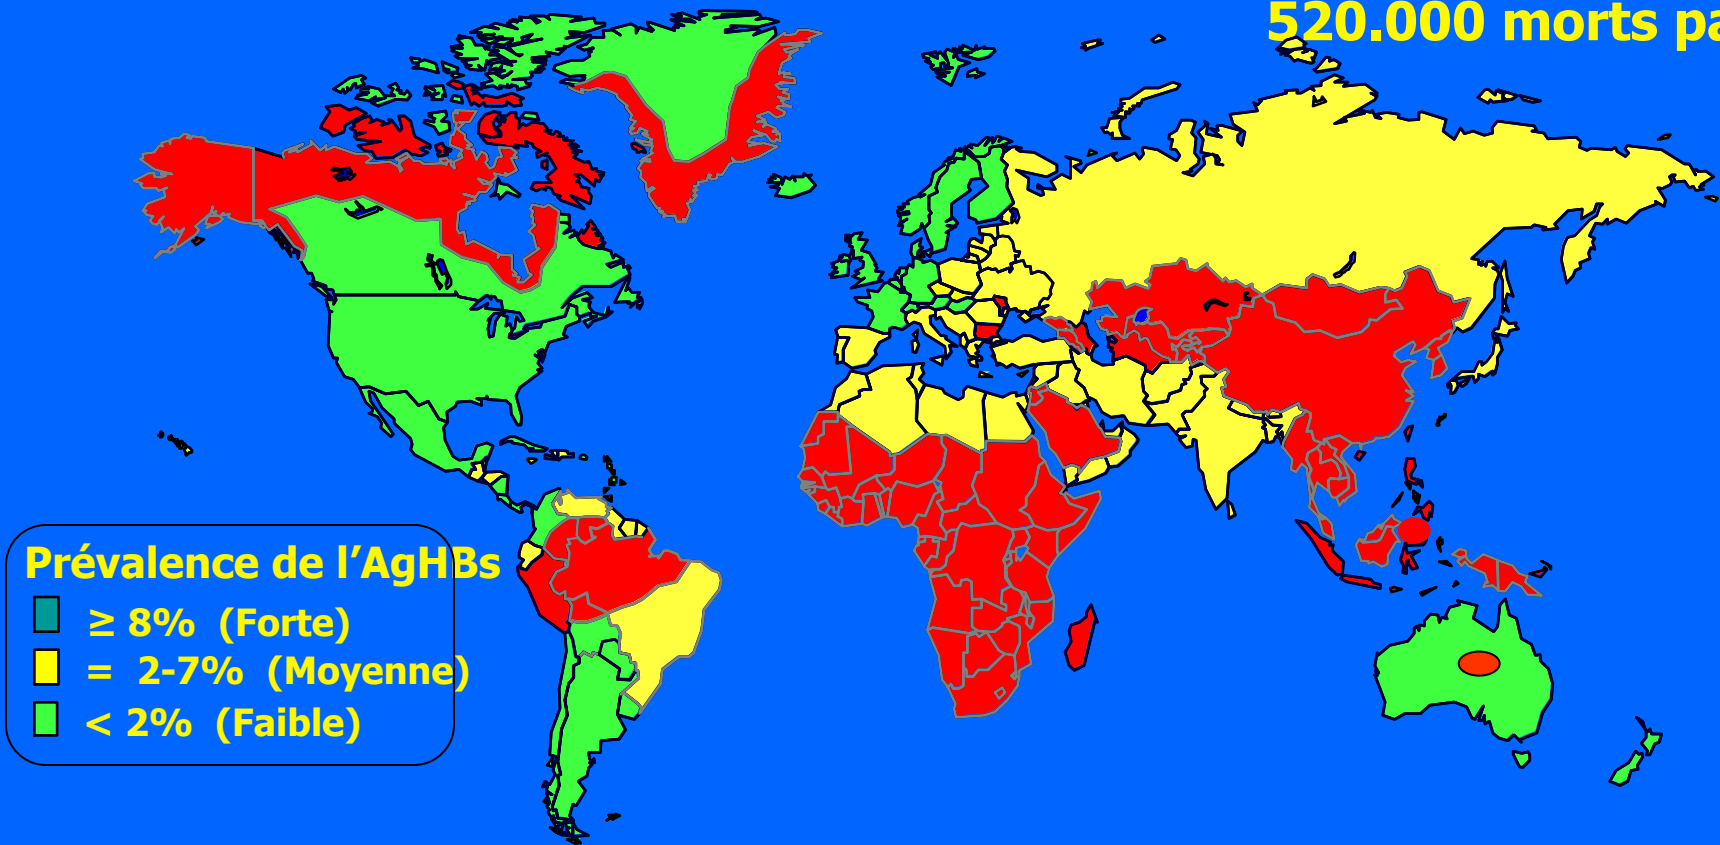 520.000 morts pa
Prévalence de l’AgHBs
≥ 8% (Forte)
= 2-7% (Moyenne)
< 2% (Faible)